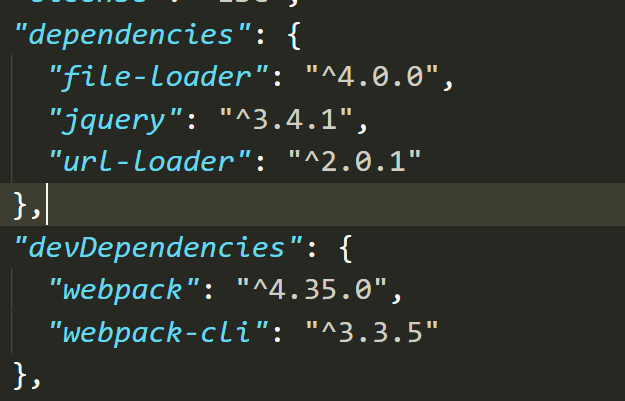 "dependencies": {
"file-loader": "^4.0.0",
"jquery": "^3.4.1",
"url-loader": "^2.0.1"
},
"devDependencies": {
"webpack": "^4.35.0",
"webpack-cli": "^3.3.5"
},